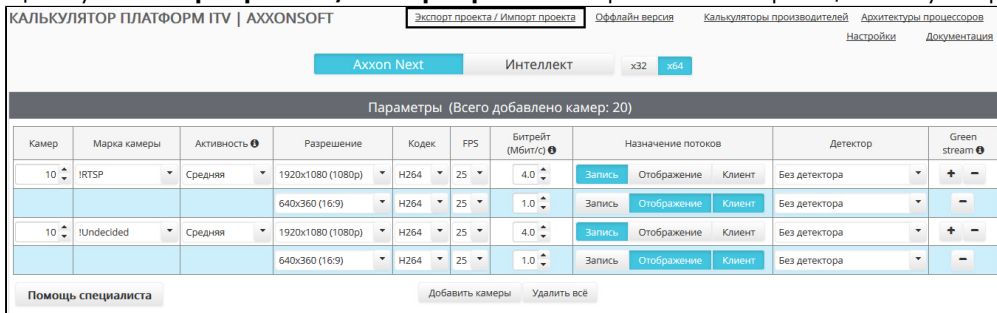 КАЛЬКУЛЯТОР ПЛАТФОРМ ITV | AXXONSOFT
Экспорт проекта / Импорт проекта Оффлайн версия Калькуляторы производителей Архитектуры процессоров
Настройки Документация
Axxon Next Интеллект x32 x64
Параметры (Всего добавлено камер: 20)
Камер Марка камеры Активность Разрешение Кодек FPS Битрейт (Мбит/с) Назначение потоков Детектор Green stream
10 !RTSP Средняя 1920x1080 (1080p) H264 25 4.0 Запись Отображение Клиент Без детектора + −
640x360 (16:9) H264 25 1.0 Запись Отображение Клиент Без детектора −
10 !Undecided Средняя 1920x1080 (1080p) H264 25 4.0 Запись Отображение Клиент Без детектора + −
640x360 (16:9) H264 25 1.0 Запись Отображение Клиент Без детектора −
Помощь специалиста Добавить камеры Удалить всё